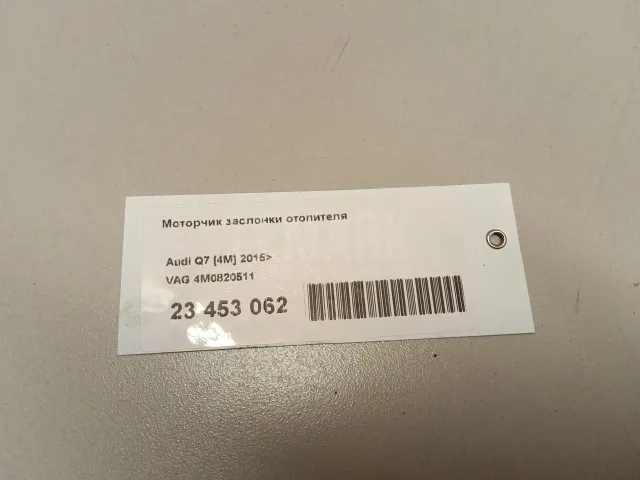 Моторчик заслонки отопителя
Audi Q7 [4M] 2015>
VAG 4M0820511
23 453 062